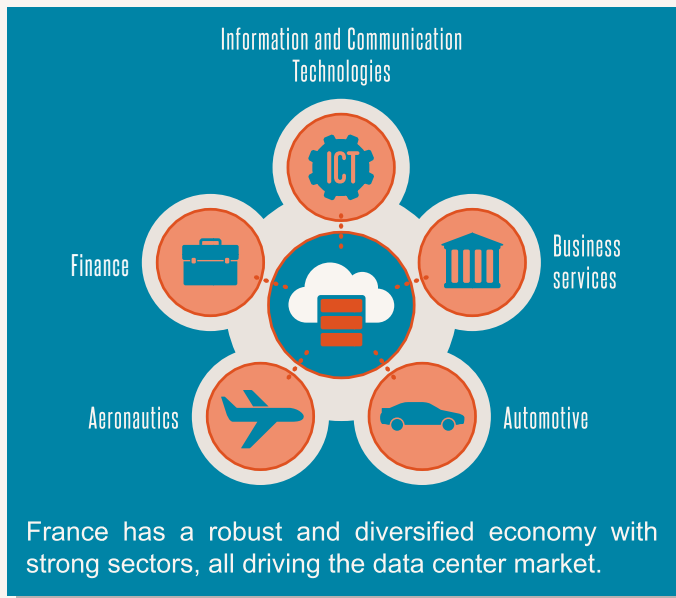 Information and Communication
Technologies
ICT
Finance
Business
services
Aeronautics
Automotive
France has a robust and diversified economy with
strong sectors, all driving the data center market.